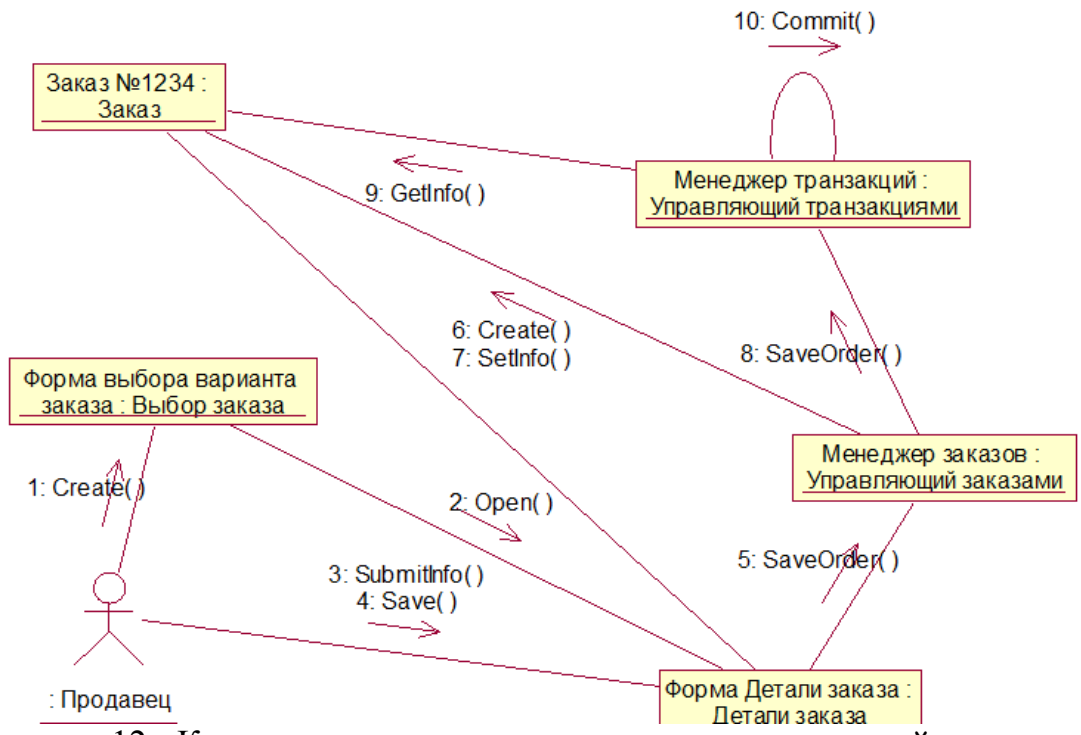 10: Commit( )
Заказ №1234 :
Заказ
9: GetInfo( )
Менеджер транзакций :
Управляющий транзакциями
6: Create( )
7: SetInfo( )
8: SaveOrder( )
Форма выбора варианта
заказа : Выбор заказа
Менеджер заказов :
Управляющий заказами
1: Create( )
2: Open( )
3: SubmitInfo( )
4: Save( )
5: SaveOrder( )
: Продавец
Форма Детали заказа :
Детали заказа
12